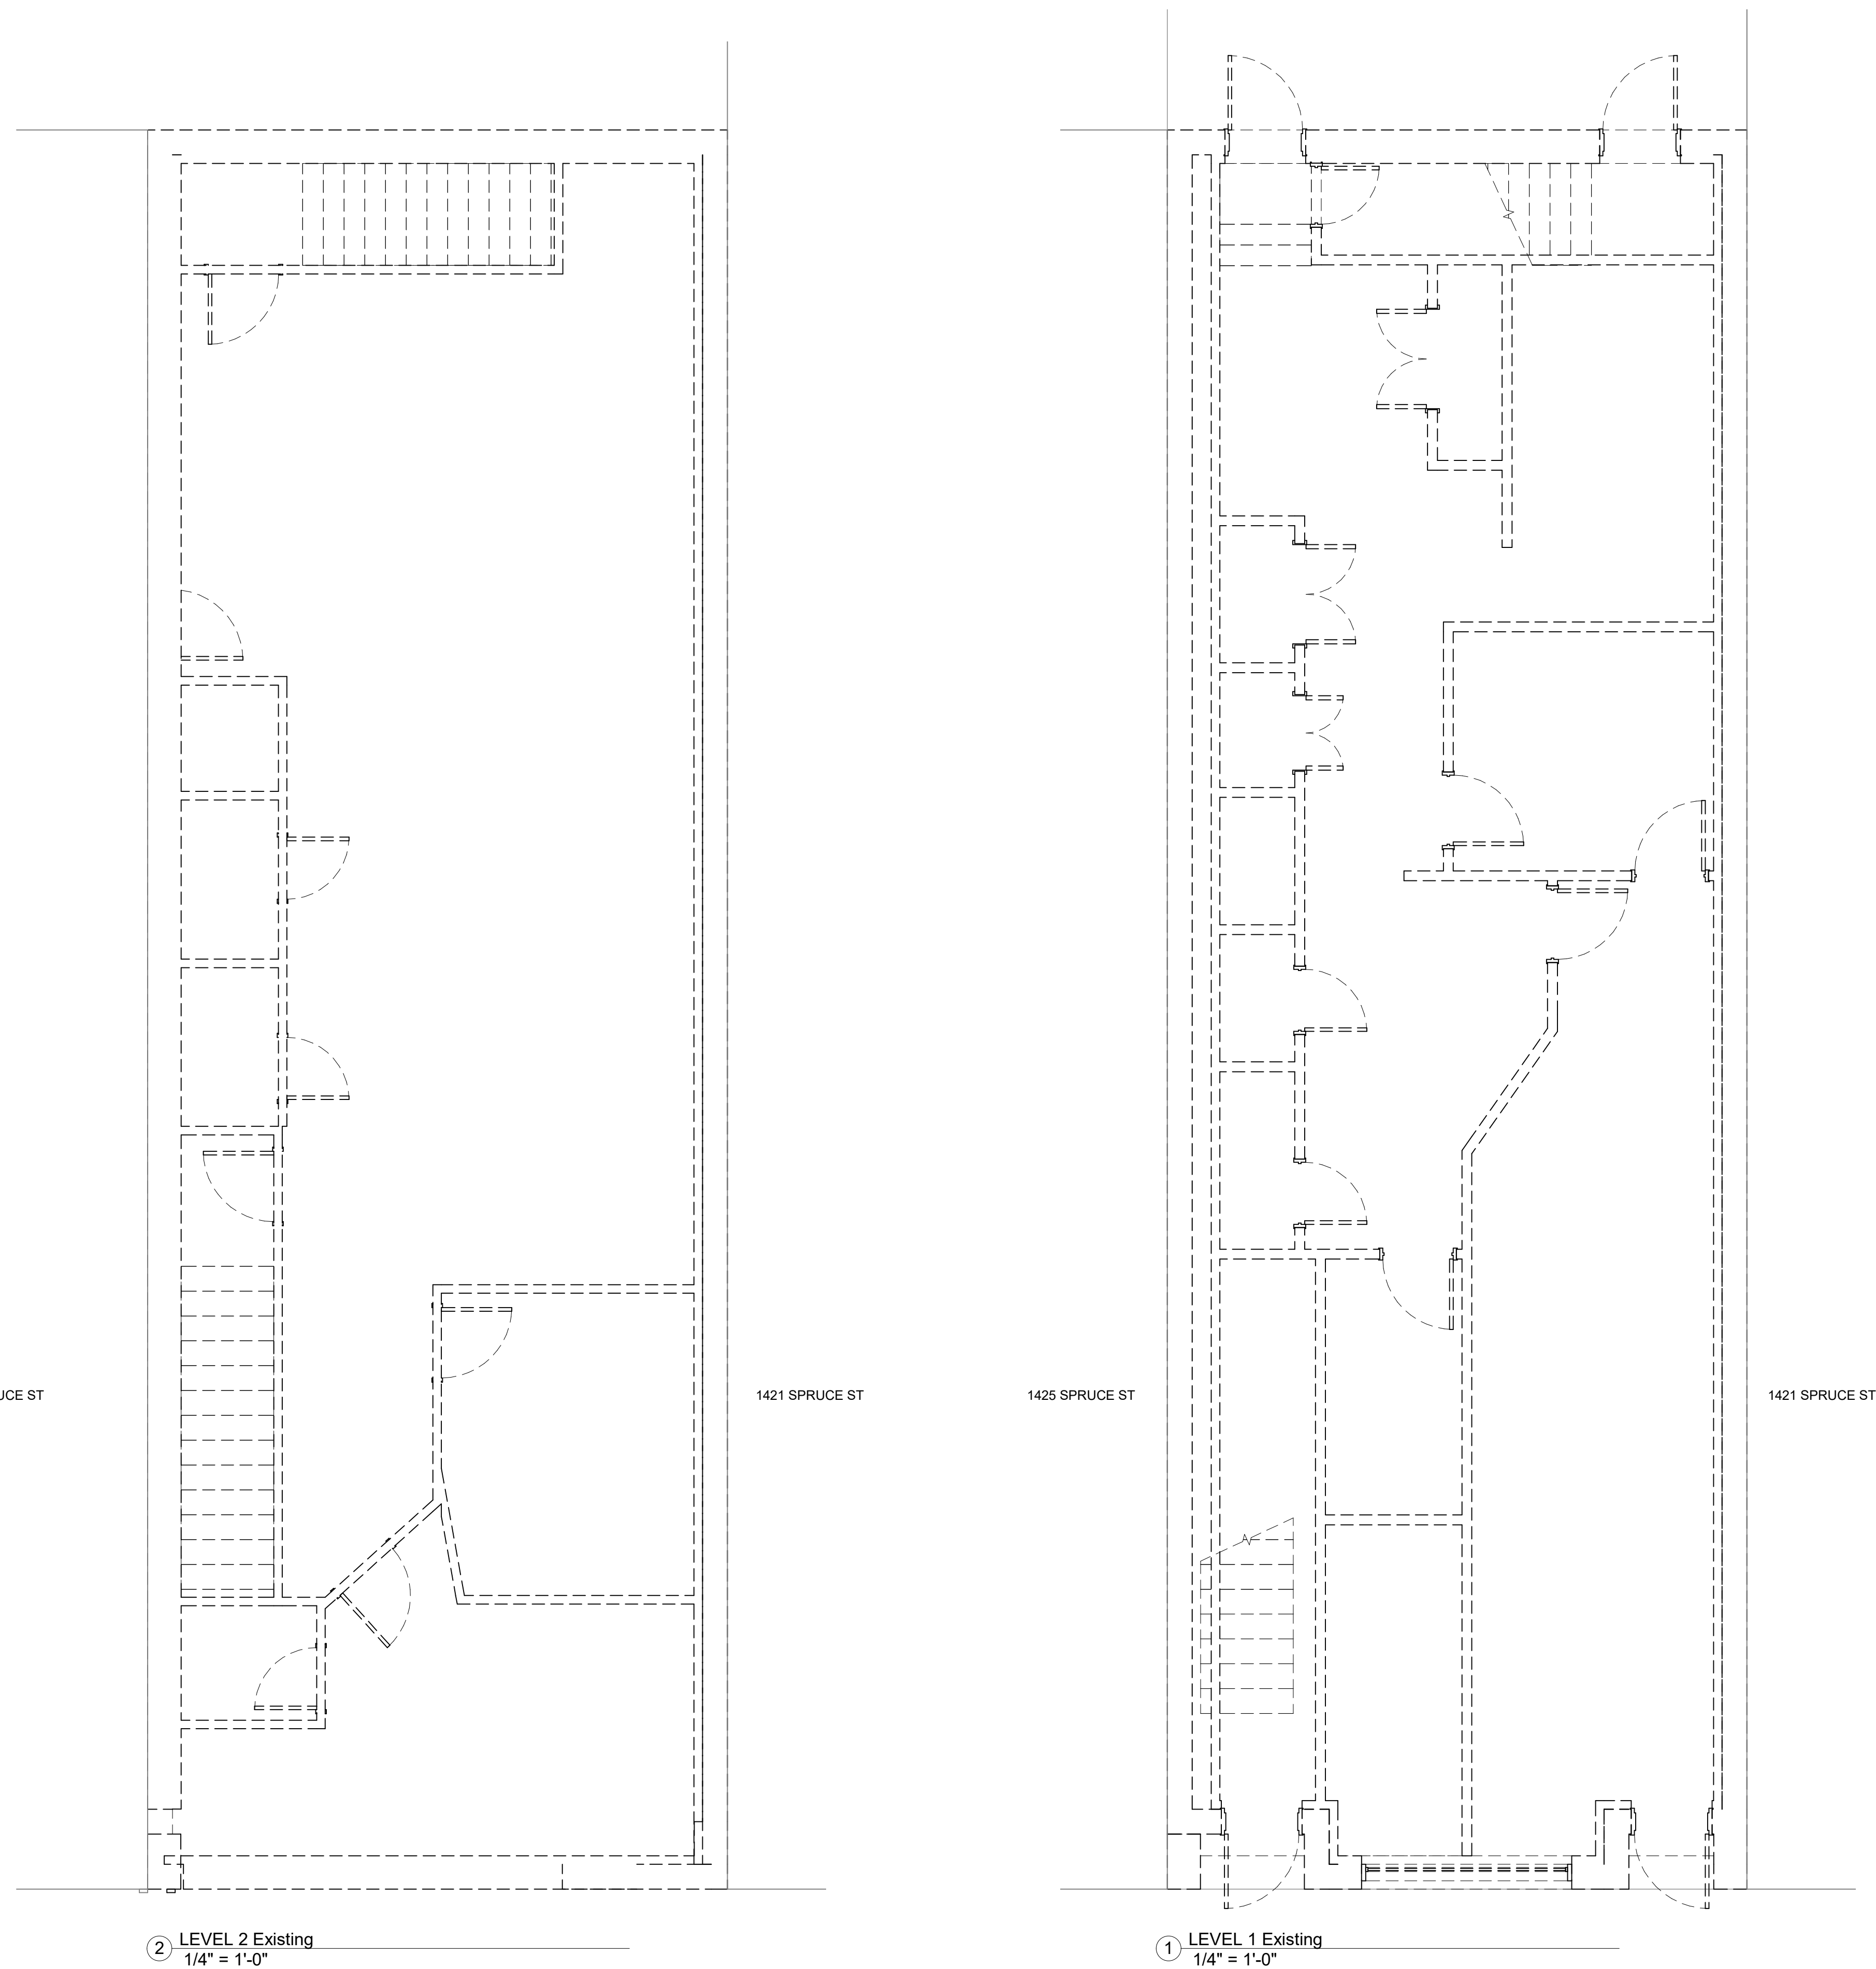 UCE ST
1421 SPRUCE ST
1425 SPRUCE ST
1421 SPRUCE ST
2
LEVEL 2 Existing
1/4" = 1'-0"
1
LEVEL 1 Existing
1/4" = 1'-0"